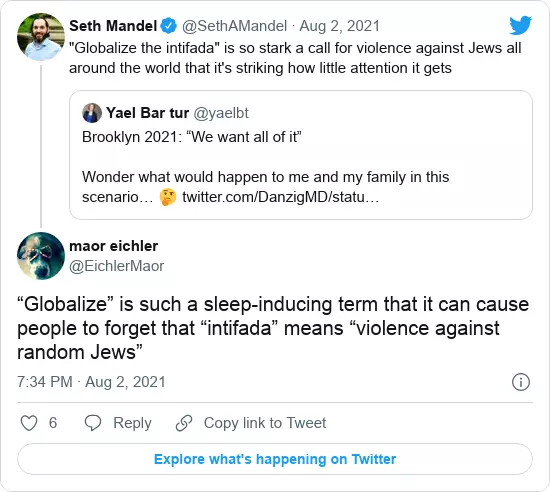 Seth Mandel @SethAMandel · Aug 2, 2021
"Globalize the intifada" is so stark a call for violence against Jews all
around the world that it's striking how little attention it gets
Yael Bar tur @yaelbt
Brooklyn 2021: “We want all of it”
Wonder what would happen to me and my family in this
scenario… 🤔 twitter.com/DanzigMD/statu…
maor eichler
@EichlerMaor
“Globalize” is such a sleep-inducing term that it can cause
people to forget that “intifada” means “violence against
random Jews”
7:34 PM · Aug 2, 2021
6 Reply Copy link to Tweet
Explore what's happening on Twitter